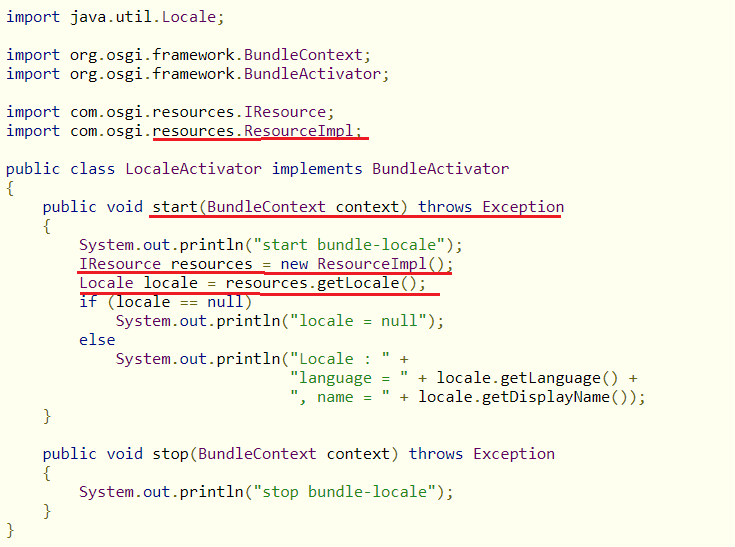 import java.util.Locale;
import org.osgi.framework.BundleContext;
import org.osgi.framework.BundleActivator;
import com.osgi.resources.IResource;
import com.osgi.resources.ResourceImpl;
public class LocaleActivator implements BundleActivator
{
    public void start(BundleContext context) throws Exception
    {
        System.out.println("start bundle-locale");
        IResource resources = new ResourceImpl();
        Locale locale = resources.getLocale();
        if (locale == null)
            System.out.println("locale = null");
        else
            System.out.println("Locale : " +
                               "language = " + locale.getLanguage() +
                               ", name = " + locale.getDisplayName());
    }
    public void stop(BundleContext context) throws Exception
    {
        System.out.println("stop bundle-locale");
    }
}